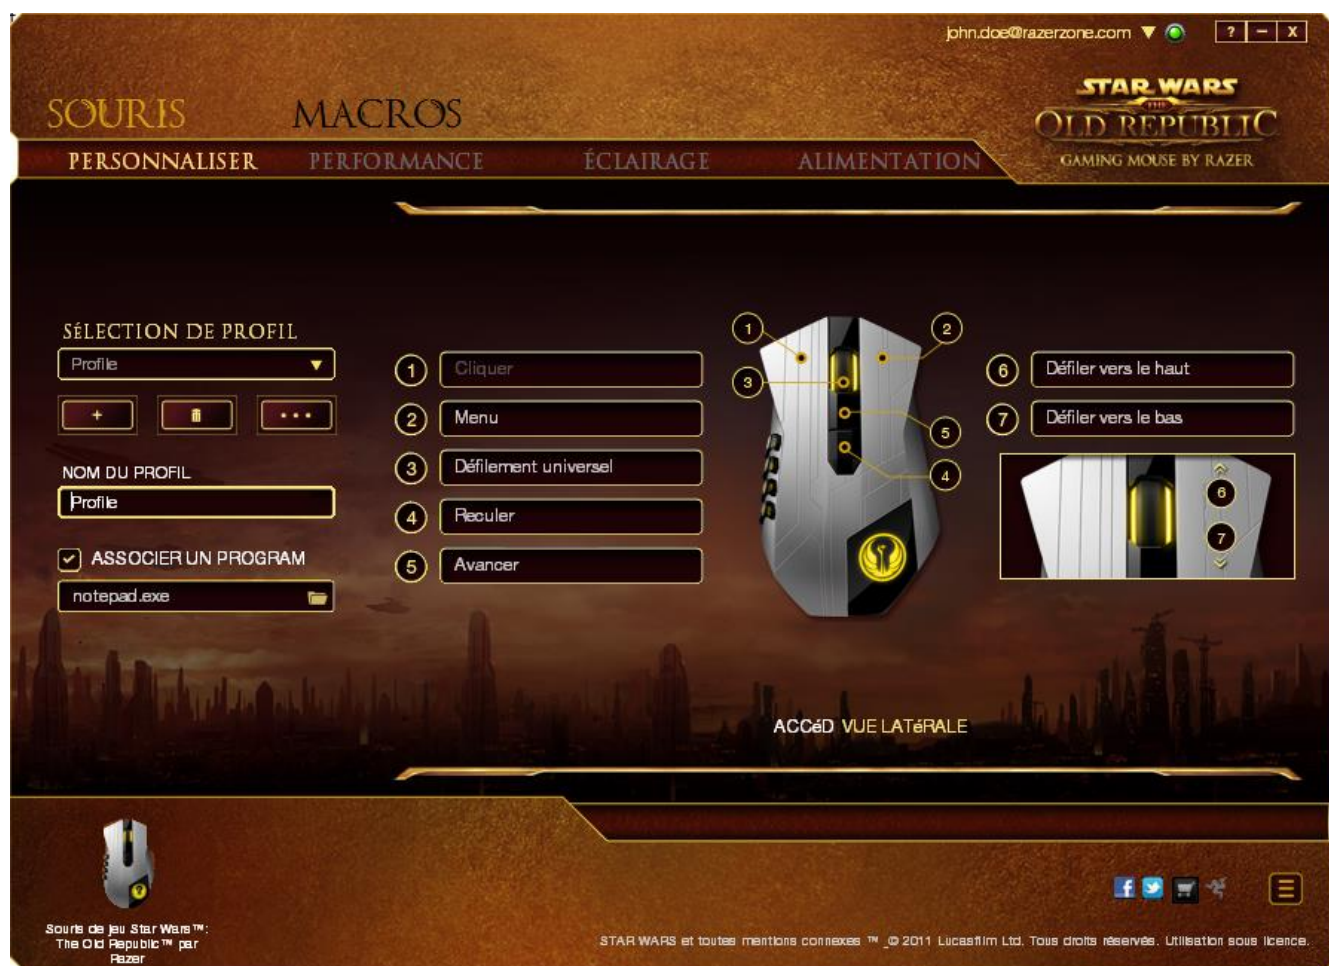 john.doe@razerzone.com
? – X
STAR WARS
THE
OLD REPUBLIC
GAMING MOUSE BY RAZER
SOURIS MACROS
PERSONNALISER PERFORMANCE ÉCLAIRAGE ALIMENTATION
SÉLECTION DE PROFIL
Profile
+ ...
NOM DU PROFIL
Profile
ASSOCIER UN PROGRAM
notepad.exe
1 Cliquer
2 Menu
3 Défilement universel
4 Reculer
5 Avancer
1 2
3
5
4
6 Défiler vers le haut
7 Défiler vers le bas
6
7
ACCéD VUE LATéRALE
Souris de jeu Star Wars™:
The Old Republic™ par
Razer
STAR WARS et toutes mentions connexes ™ _© 2011 Lucasfilm Ltd. Tous droits réservés. Utilisation sous licence.